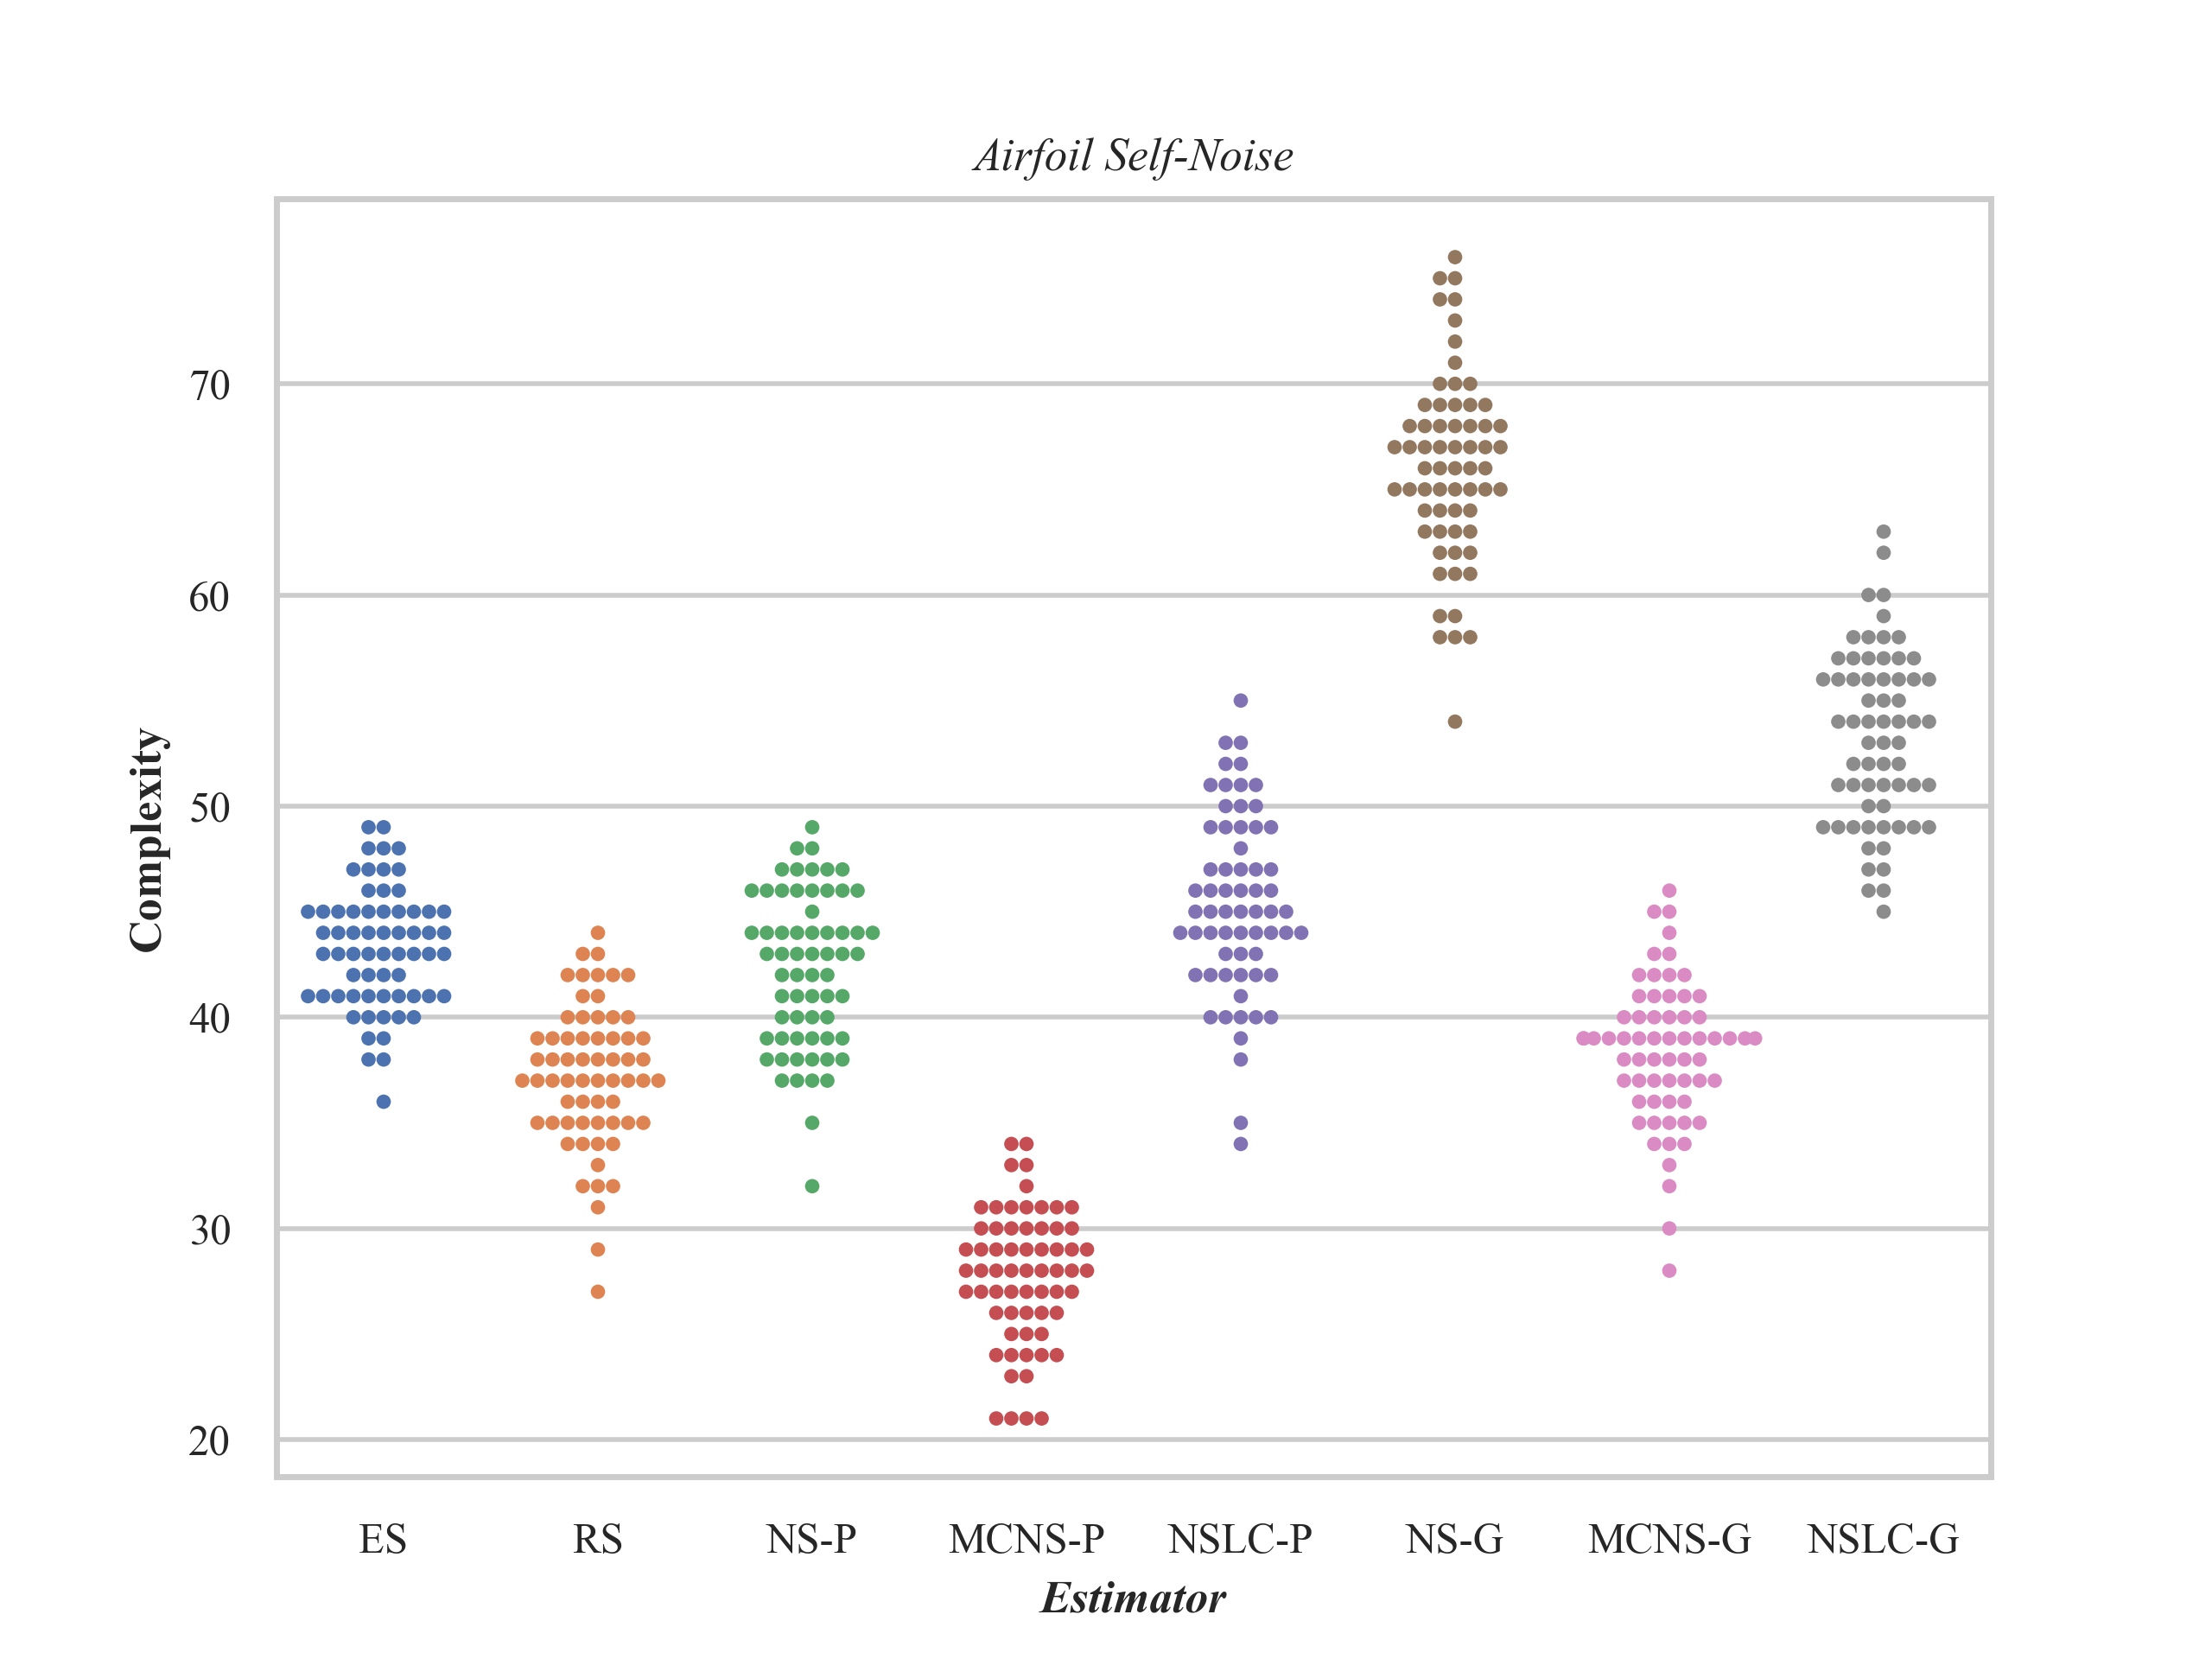 Airfoil Self-Noise
Complexity
70
60
50
40
30
20
ES RS NS-P MCNS-P NSLC-P NS-G MCNS-G NSLC-G
Estimator